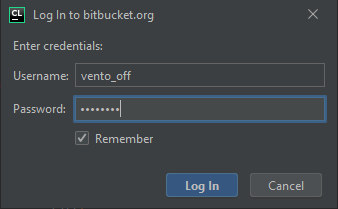 CL Log In to bitbucket.org
Enter credentials:
Username: vento_off
Password: ••••••••
Remember
Log In Cancel